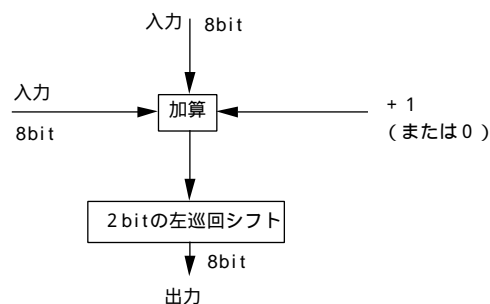 入力
8bit
入力
8bit
加算
+1
(または0)
2bitの左巡回シフト
8bit
出力